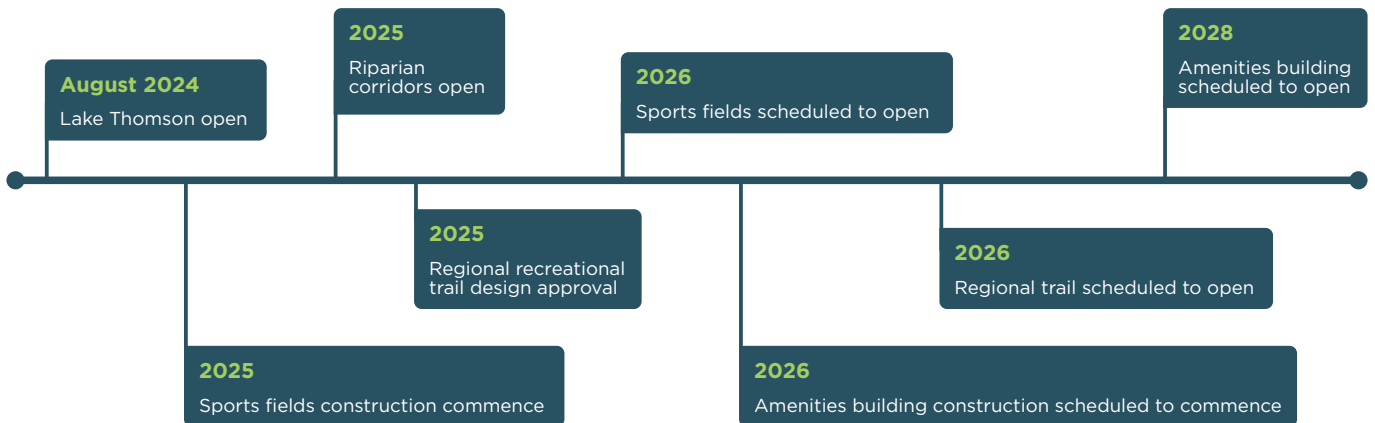 August 2024
Lake Thomson open
2025
Sports fields construction commence
2025
Riparian
corridors open
2025
Regional recreational
trail design approval
2026
Sports fields scheduled to open
2026
Amenities building construction scheduled to commence
2026
Regional trail scheduled to open
2028
Amenities building
scheduled to open